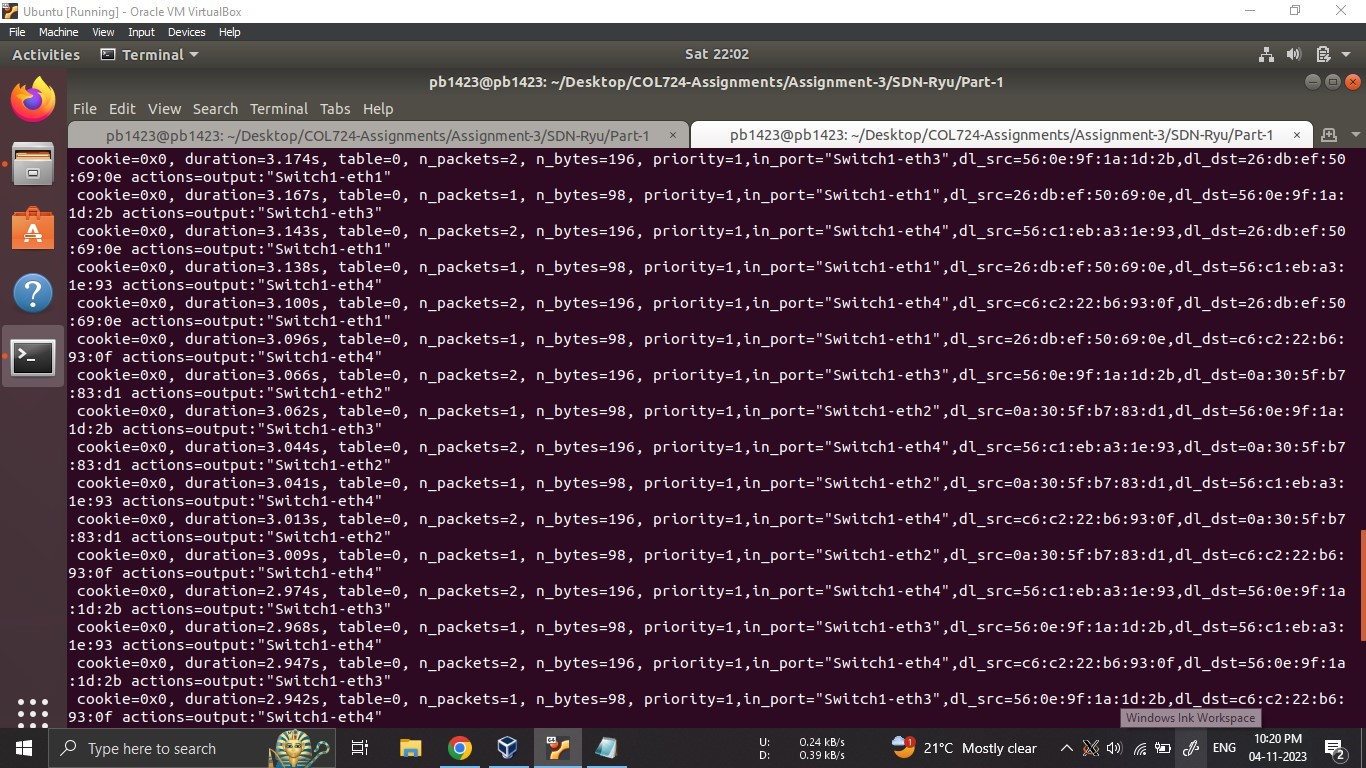 Ubuntu [Running] - Oracle VM VirtualBox
File Machine View Input Devices Help
Activities Terminal Sat 22:02
pb1423@pb1423: ~/Desktop/COL724-Assignments/Assignment-3/SDN-Ryu/Part-1
File Edit View Search Terminal Tabs Help
pb1423@pb1423: ~/Desktop/COL724-Assignments/Assignment-3/SDN-Ryu/Part-1 × pb1423@pb1423: ~/Desktop/COL724-Assignments/Assignment-3/SDN-Ryu/Part-1 ×
cookie=0x0, duration=3.174s, table=0, n_packets=2, n_bytes=196, priority=1,in_port="Switch1-eth3",dl_src=56:0e:9f:1a:1d:2b,dl_dst=26:db:ef:50
:69:0e actions=output:"Switch1-eth1"
cookie=0x0, duration=3.167s, table=0, n_packets=1, n_bytes=98, priority=1,in_port="Switch1-eth1",dl_src=26:db:ef:50:69:0e,dl_dst=56:0e:9f:1a:
1d:2b actions=output:"Switch1-eth3"
cookie=0x0, duration=3.143s, table=0, n_packets=2, n_bytes=196, priority=1,in_port="Switch1-eth4",dl_src=56:c1:eb:a3:1e:93,dl_dst=26:db:ef:50
:69:0e actions=output:"Switch1-eth1"
cookie=0x0, duration=3.138s, table=0, n_packets=1, n_bytes=98, priority=1,in_port="Switch1-eth1",dl_src=26:db:ef:50:69:0e,dl_dst=56:c1:eb:a3:
1e:93 actions=output:"Switch1-eth4"
cookie=0x0, duration=3.100s, table=0, n_packets=2, n_bytes=196, priority=1,in_port="Switch1-eth4",dl_src=c6:c2:22:b6:93:0f,dl_dst=26:db:ef:50
:69:0e actions=output:"Switch1-eth1"
cookie=0x0, duration=3.096s, table=0, n_packets=1, n_bytes=98, priority=1,in_port="Switch1-eth1",dl_src=26:db:ef:50:69:0e,dl_dst=c6:c2:22:b6:
93:0f actions=output:"Switch1-eth4"
cookie=0x0, duration=3.066s, table=0, n_packets=2, n_bytes=196, priority=1,in_port="Switch1-eth3",dl_src=56:0e:9f:1a:1d:2b,dl_dst=0a:30:5f:b7
:83:d1 actions=output:"Switch1-eth2"
cookie=0x0, duration=3.062s, table=0, n_packets=1, n_bytes=98, priority=1,in_port="Switch1-eth2",dl_src=0a:30:5f:b7:83:d1,dl_dst=56:0e:9f:1a:
1d:2b actions=output:"Switch1-eth3"
cookie=0x0, duration=3.044s, table=0, n_packets=2, n_bytes=196, priority=1,in_port="Switch1-eth4",dl_src=56:c1:eb:a3:1e:93,dl_dst=0a:30:5f:b7
:83:d1 actions=output:"Switch1-eth2"
cookie=0x0, duration=3.041s, table=0, n_packets=1, n_bytes=98, priority=1,in_port="Switch1-eth2",dl_src=0a:30:5f:b7:83:d1,dl_dst=56:c1:eb:a3:
1e:93 actions=output:"Switch1-eth4"
cookie=0x0, duration=3.013s, table=0, n_packets=2, n_bytes=196, priority=1,in_port="Switch1-eth4",dl_src=c6:c2:22:b6:93:0f,dl_dst=0a:30:5f:b7
:83:d1 actions=output:"Switch1-eth2"
cookie=0x0, duration=3.009s, table=0, n_packets=1, n_bytes=98, priority=1,in_port="Switch1-eth2",dl_src=0a:30:5f:b7:83:d1,dl_dst=c6:c2:22:b6:
93:0f actions=output:"Switch1-eth4"
cookie=0x0, duration=2.974s, table=0, n_packets=2, n_bytes=196, priority=1,in_port="Switch1-eth4",dl_src=56:c1:eb:a3:1e:93,dl_dst=56:0e:9f:1a
:1d:2b actions=output:"Switch1-eth3"
cookie=0x0, duration=2.968s, table=0, n_packets=1, n_bytes=98, priority=1,in_port="Switch1-eth3",dl_src=56:0e:9f:1a:1d:2b,dl_dst=56:c1:eb:a3:
1e:93 actions=output:"Switch1-eth4"
cookie=0x0, duration=2.947s, table=0, n_packets=2, n_bytes=196, priority=1,in_port="Switch1-eth4",dl_src=c6:c2:22:b6:93:0f,dl_dst=56:0e:9f:1a
:1d:2b actions=output:"Switch1-eth3"
cookie=0x0, duration=2.942s, table=0, n_packets=1, n_bytes=98, priority=1,in_port="Switch1-eth3",dl_src=56:0e:9f:1a:1d:2b,dl_dst=c6:c2:22:b6:
93:0f actions=output:"Switch1-eth4"
Windows Ink Workspace
Type here to search
U: 0.24 kB/s
D: 0.39 kB/s
1
21°C Mostly clear
ENG
10:20 PM
04-11-2023
2